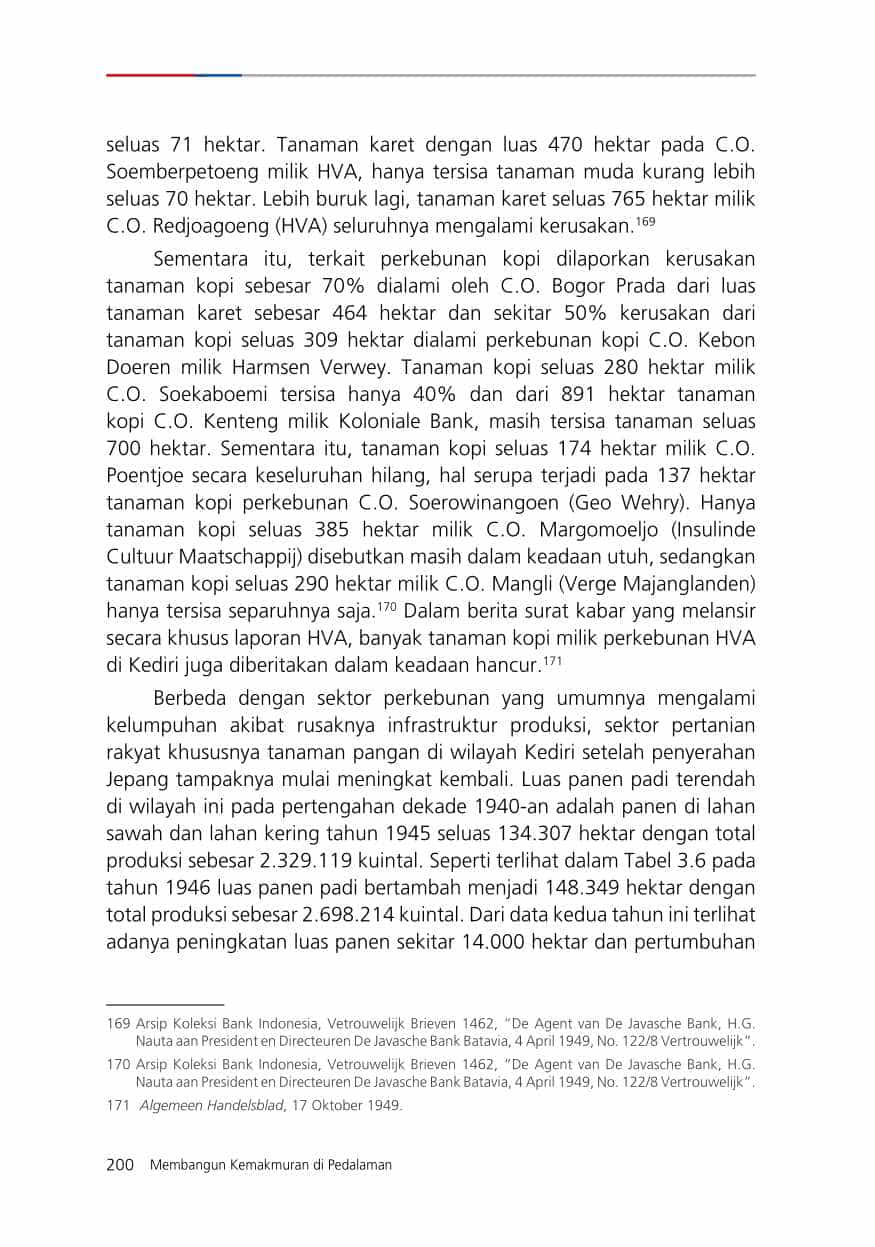 seluas 71 hektar. Tanaman karet dengan luas 470 hektar pada C.O.
Soemberpetoeng milik HVA, hanya tersisa tanaman muda kurang lebih
seluas 70 hektar. Lebih buruk lagi, tanaman karet seluas 765 hektar milik
C.O. Redjoagoeng (HVA) seluruhnya mengalami kerusakan.169
Sementara itu, terkait perkebunan kopi dilaporkan kerusakan
tanaman kopi sebesar 70% dialami oleh C.O. Bogor Prada dari luas
tanaman karet sebesar 464 hektar dan sekitar 50% kerusakan dari
tanaman kopi seluas 309 hektar dialami perkebunan kopi C.O. Kebon
Doeren milik Harmsen Verwey. Tanaman kopi seluas 280 hektar milik
C.O. Soekaboemi tersisa hanya 40% dan dari 891 hektar tanaman
kopi C.O. Kenteng milik Koloniale Bank, masih tersisa tanaman seluas
700 hektar. Sementara itu, tanaman kopi seluas 174 hektar milik C.O.
Poentjoe secara keseluruhan hilang, hal serupa terjadi pada 137 hektar
tanaman kopi perkebunan C.O. Soerowinangoen (Geo Wehry). Hanya
tanaman kopi seluas 385 hektar milik C.O. Margomoeljo (Insulinde
Cultuur Maatschappij) disebutkan masih dalam keadaan utuh, sedangkan
tanaman kopi seluas 290 hektar milik C.O. Mangli (Verge Majanglanden)
hanya tersisa separuhnya saja.170 Dalam berita surat kabar yang melansir
secara khusus laporan HVA, banyak tanaman kopi milik perkebunan HVA
di Kediri juga diberitakan dalam keadaan hancur.171
Berbeda dengan sektor perkebunan yang umumnya mengalami
kelumpuhan akibat rusaknya infrastruktur produksi, sektor pertanian
rakyat khususnya tanaman pangan di wilayah Kediri setelah penyerahan
Jepang tampaknya mulai meningkat kembali. Luas panen padi terendah
di wilayah ini pada pertengahan dekade 1940-an adalah panen di lahan
sawah dan lahan kering tahun 1945 seluas 134.307 hektar dengan total
produksi sebesar 2.329.119 kuintal. Seperti terlihat dalam Tabel 3.6 pada
tahun 1946 luas panen padi bertambah menjadi 148.349 hektar dengan
total produksi sebesar 2.698.214 kuintal. Dari data kedua tahun ini terlihat
adanya peningkatan luas panen sekitar 14.000 hektar dan pertumbuhan
169 Arsip Koleksi Bank Indonesia, Vetrouwelijk Brieven 1462, “De Agent van De Javasche Bank, H.G.
Nauta aan President en Directeuren De Javasche Bank Batavia, 4 April 1949, No. 122/8 Vertrouwelijk”.
170 Arsip Koleksi Bank Indonesia, Vetrouwelijk Brieven 1462, “De Agent van De Javasche Bank, H.G.
Nauta aan President en Directeuren De Javasche Bank Batavia, 4 April 1949, No. 122/8 Vertrouwelijk”.
171 Algemeen Handelsblad, 17 Oktober 1949.
200 Membangun Kemakmuran di Pedalaman